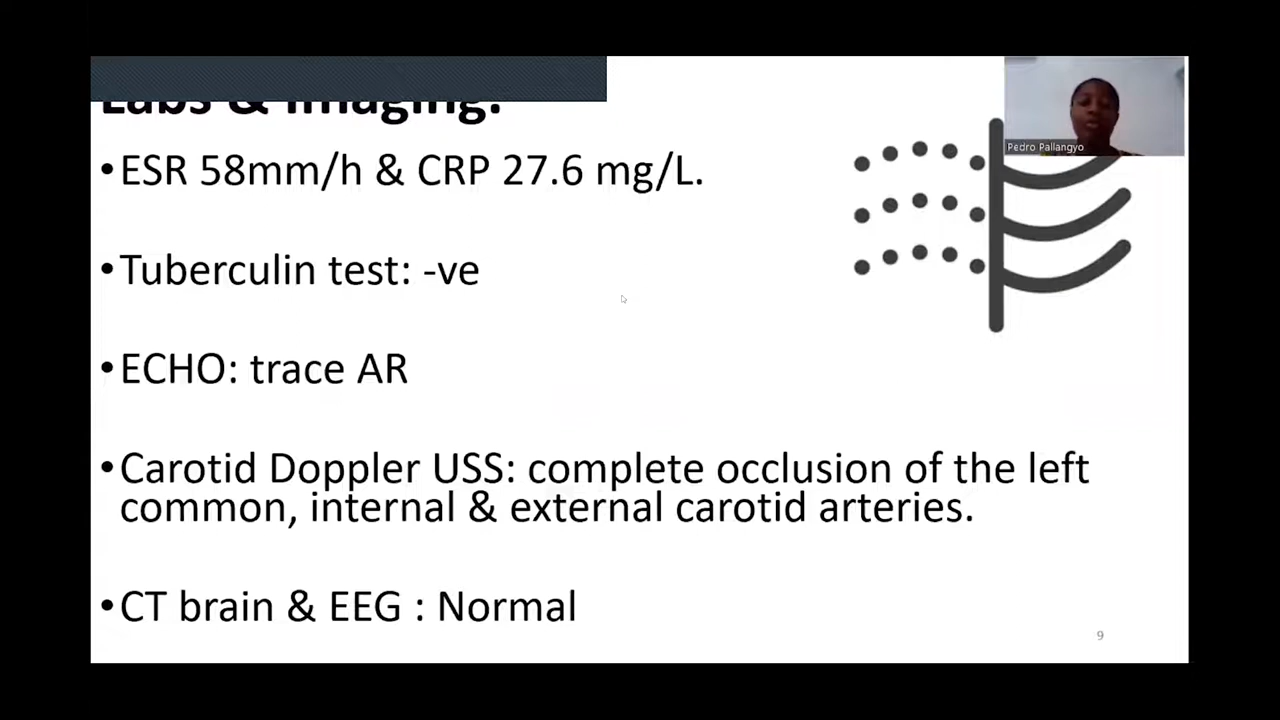 Labs & Imaging:
•ESR 58mm/h & CRP 27.6 mg/L.
Pedro Pallangyo
•Tuberculin test: -ve
•ECHO: trace AR
•Carotid Doppler USS: complete occlusion of the left
common, internal & external carotid arteries.
•CT brain & EEG : Normal
9